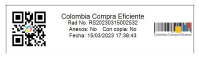 Colombia Compra Eficiente
Rad No. RS20230315002532
Anexos: No Con copia: No
Fecha: 15/03/2023 17:38:43